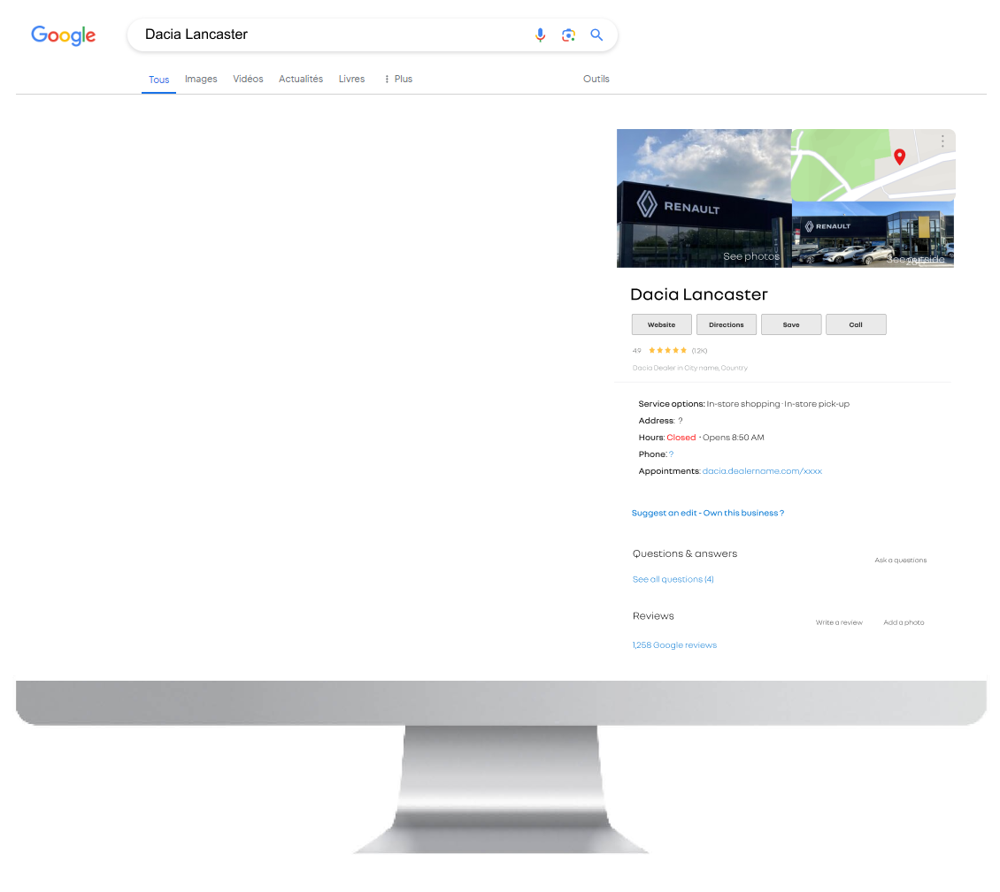 Google
Dacia Lancaster
Tous Images Vidéos Actualités Livres Plus Outils
RENAULT
RENAULT
See photos
See outside
Dacia Lancaster
Website Directions Save Call
4.9 (1.2K)
Dacia Dealer in City name, Country
Service options: In-store shopping · In-store pick-up
Address: ?
Hours: Closed · Opens 8:50 AM
Phone: ?
Appointments: dacia.dealername.com/xxxx
Suggest an edit - Own this business ?
Questions & answers
Ask a questions
See all questions (4)
Reviews
Write a review Add a photo
1,258 Google reviews